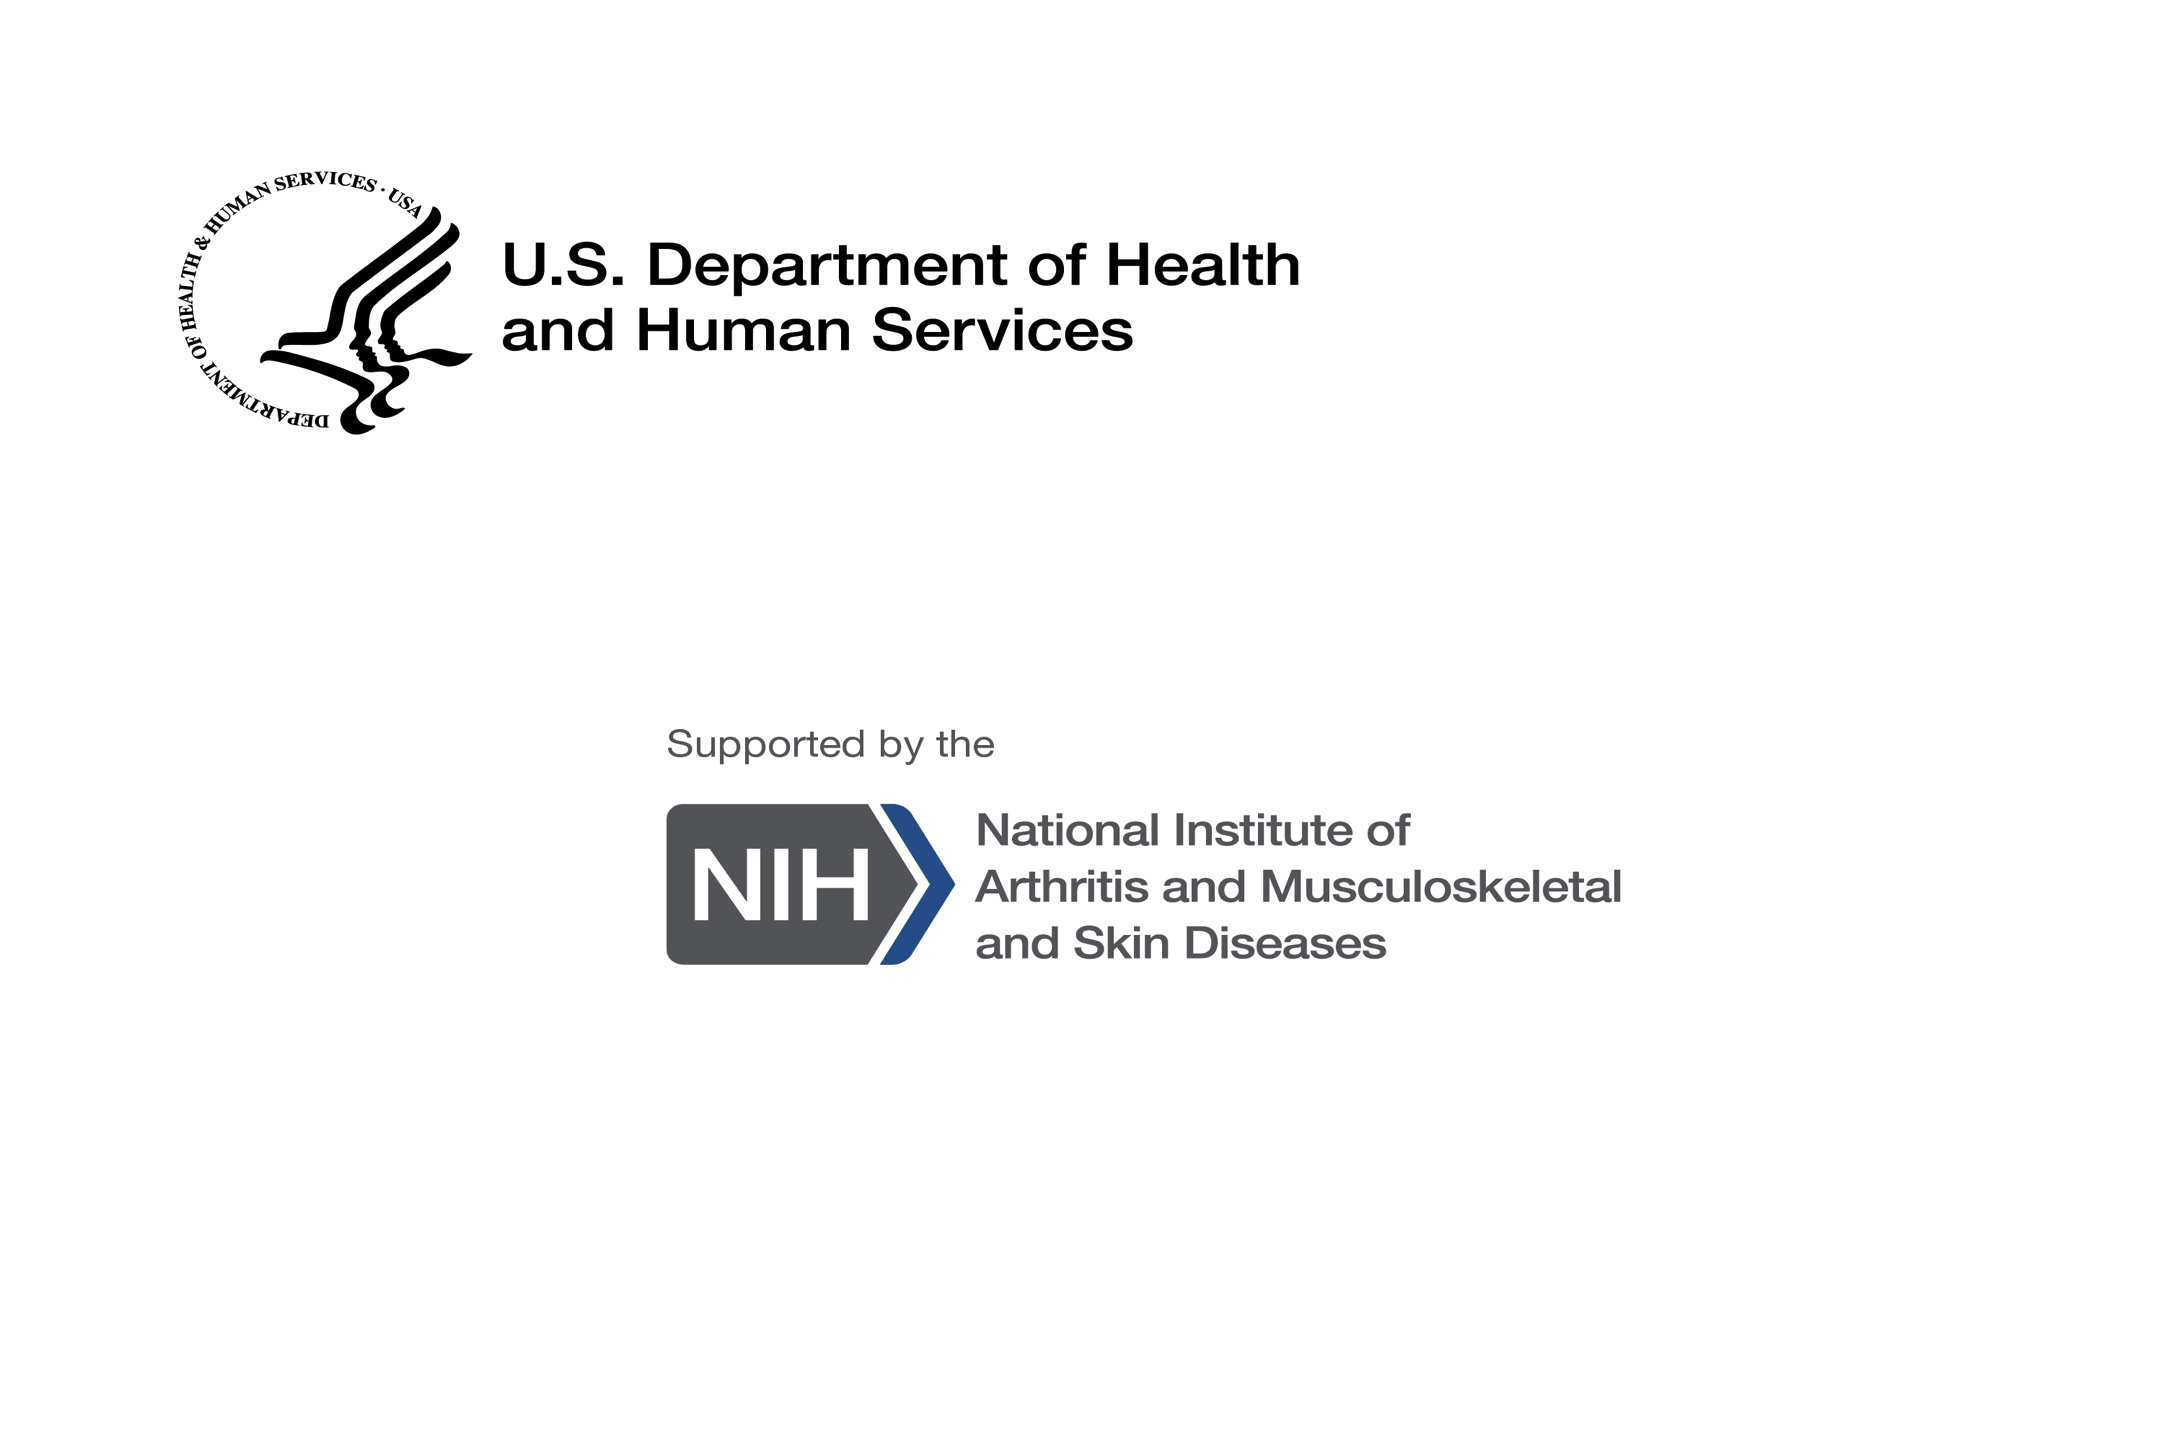 DEPARTMENT OF HEALTH & HUMAN SERVICES · USA
U.S. Department of Health
and Human Services
Supported by the
NIH
National Institute of
Arthritis and Musculoskeletal
and Skin Diseases